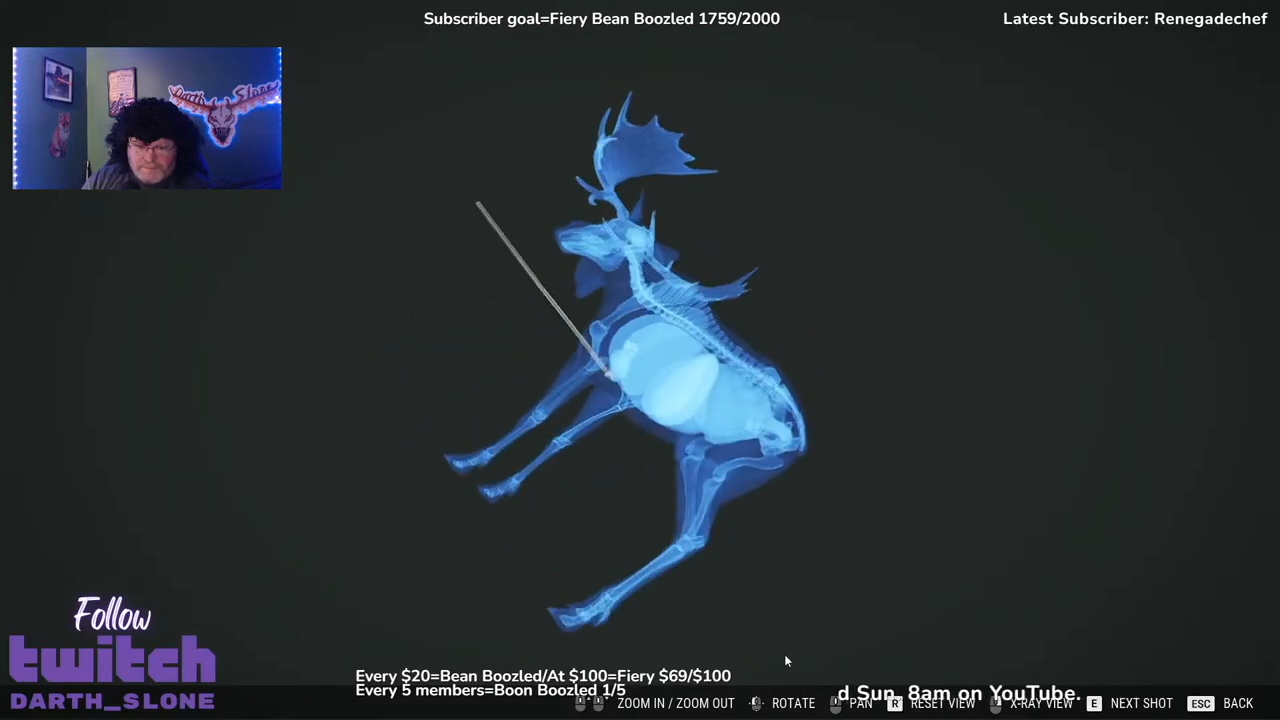 Subscriber goal=Fiery Bean Boozled 1759/2000
Latest Subscriber: Renegadechef
Darth Slone
Follow
twitch
DARTH_SLONE
Every $20=Bean Boozled/At $100=Fiery $69/$100
Every 5 members=Boon Boozled 1/5
d Sun, 8am on YouTube.
ZOOM IN / ZOOM OUT ROTATE PAN R RESET VIEW X-RAY VIEW E NEXT SHOT ESC BACK